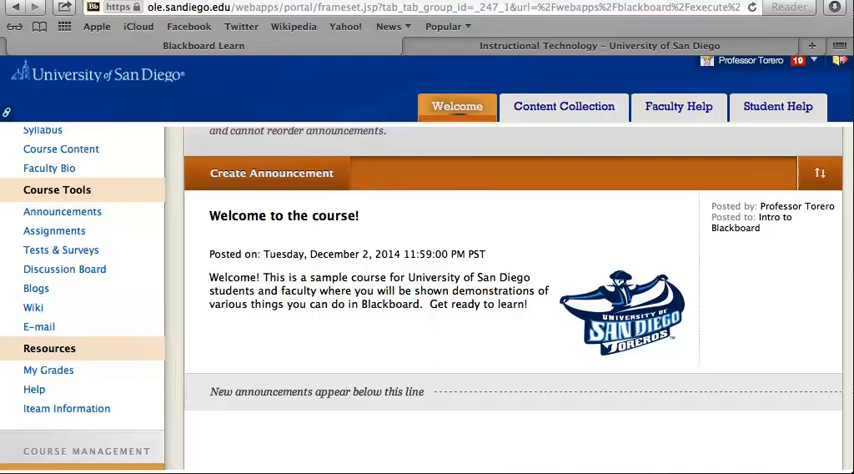 Bb https ole.sandiego.edu/webapps/portal/frameset.jsp?tab_tab_group_id=_247_1&url=%2Fwebapps%2Fblackboard%2Fexecute%2 Reader
Apple iCloud Facebook Twitter Wikipedia Yahoo! News Popular
Blackboard Learn Instructional Technology – University of San Diego
University of San Diego
Professor Torero 19
Welcome Content Collection Faculty Help Student Help
Syllabus
Course Content
Faculty Bio
Course Tools
Announcements
Assignments
Tests & Surveys
Discussion Board
Blogs
Wiki
E-mail
Resources
My Grades
Help
Iteam Information
COURSE MANAGEMENT
and cannot reorder announcements.
Create Announcement
Welcome to the course!
Posted on: Tuesday, December 2, 2014 11:59:00 PM PST
Welcome! This is a sample course for University of San Diego
students and faculty where you will be shown demonstrations of
various things you can do in Blackboard. Get ready to learn!
UNIVERSITY OF
SAN DIEGO
TOREROS
TM
Posted by: Professor Torero
Posted to: Intro to
Blackboard
New announcements appear below this line